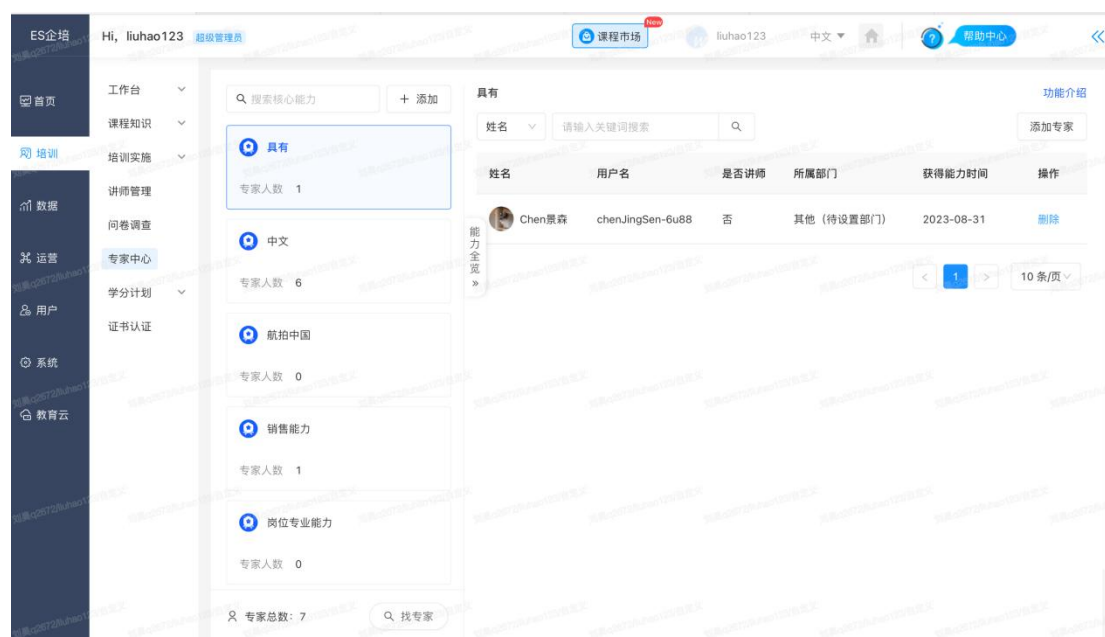 ES企培
Hi, liuhao123 超级管理员
New
课程市场
liuhao123
中文
帮助中心
首页
培训
数据
运营
用户
系统
教育云
工作台
课程知识
培训实施
讲师管理
问卷调查
专家中心
学分计划
证书认证
搜索核心能力
+ 添加
具有
专家人数 1
中文
专家人数 6
航拍中国
专家人数 0
销售能力
专家人数 1
岗位专业能力
专家人数 0
专家总数: 7
找专家
能力全览
具有
功能介绍
姓名
请输入关键词搜索
添加专家
姓名 用户名 是否讲师 所属部门 获得能力时间 操作
Chen景森 chenJingSen-6u88 否 其他（待设置部门） 2023-08-31 删除
< 1 > 10 条/页